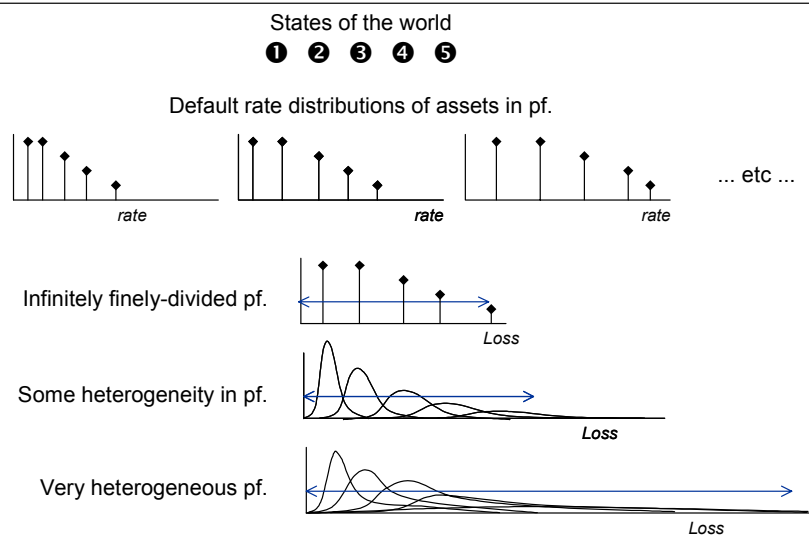 States of the world
❶ ❷ ❸ ❹ ❺
Default rate distributions of assets in pf.
... etc ...
rate
rate
rate
Infinitely finely-divided pf.
Loss
Some heterogeneity in pf.
Loss
Very heterogeneous pf.
Loss